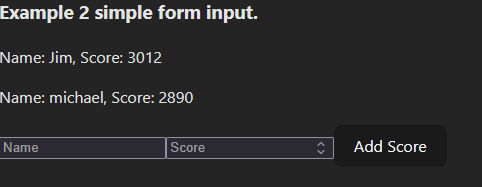 Example 2 simple form input.
Name: Jim, Score: 3012
Name: michael, Score: 2890
Name Score Add Score